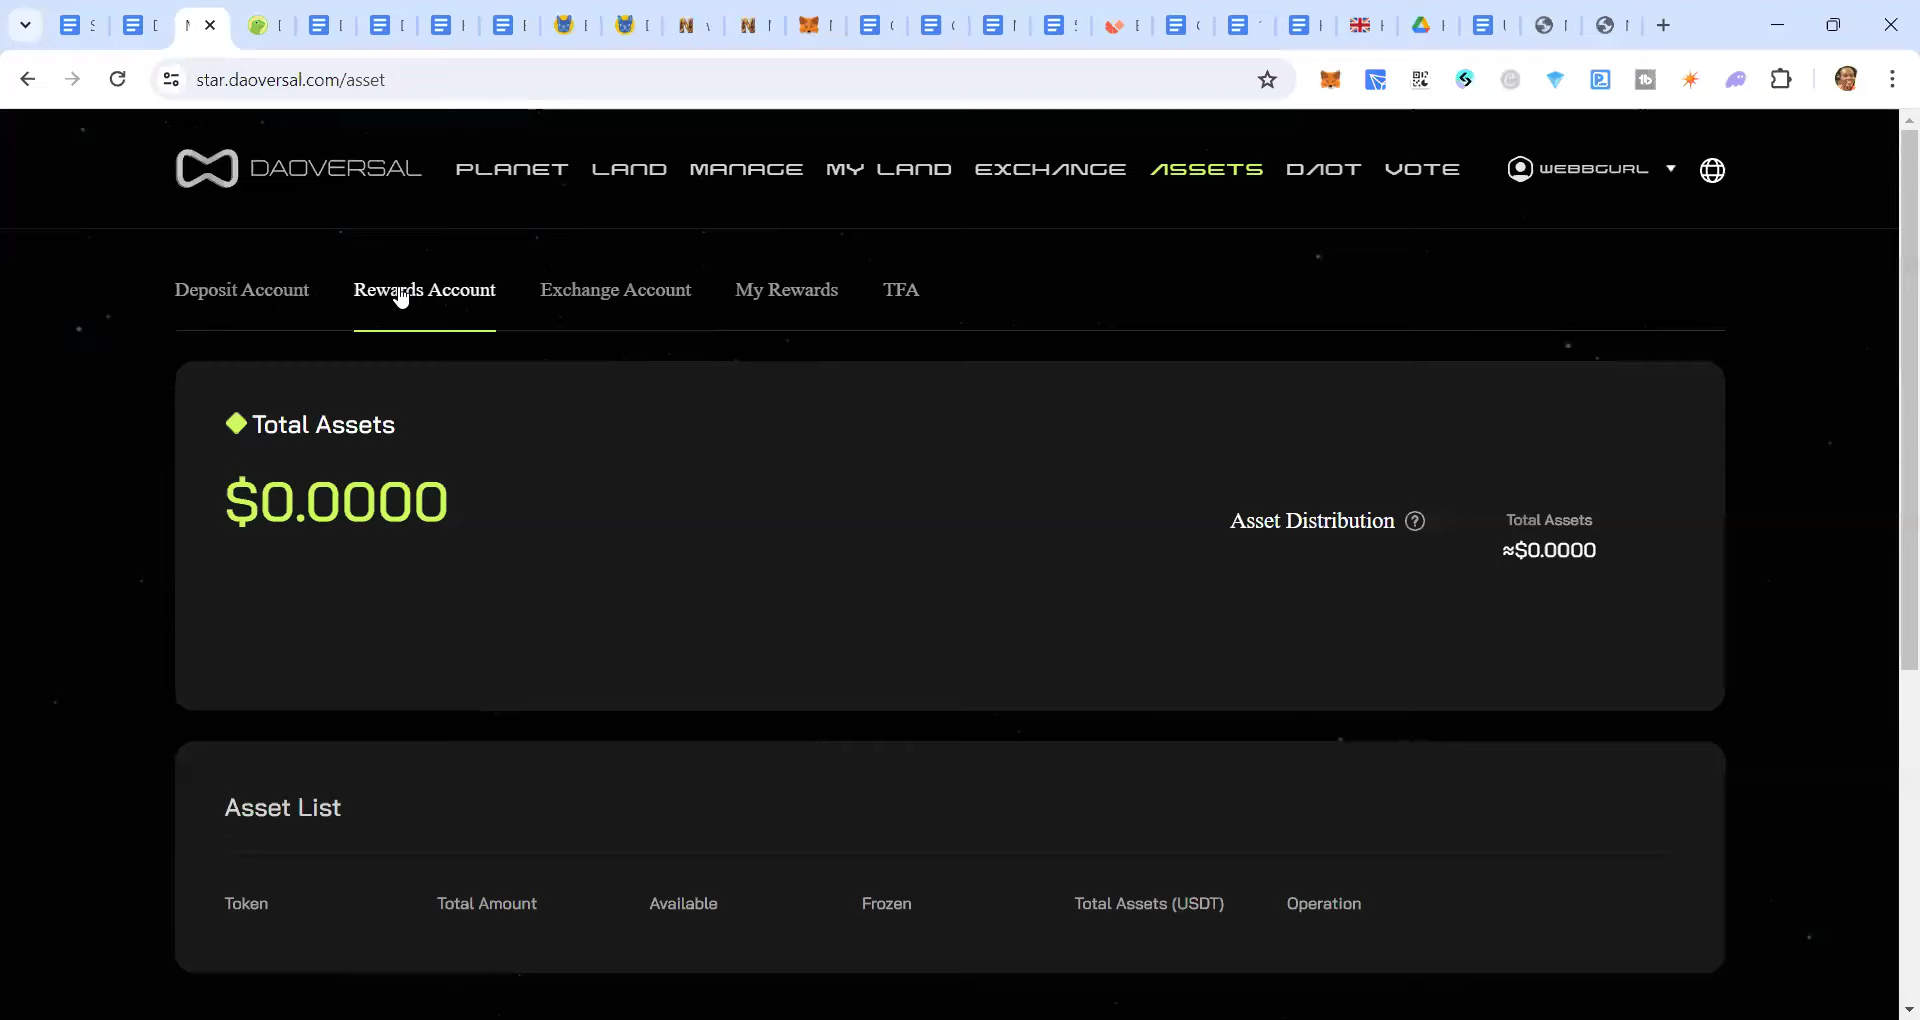 star.daoversal.com/asset
DAOVERSAL PLANET LAND MANAGE MY LAND EXCHANGE ASSETS DAOT VOTE WEBBGURL
Deposit Account Rewards Account Exchange Account My Rewards TFA
Total Assets
$0.0000
Asset Distribution ?
Total Assets
≈$0.0000
Asset List
Token Total Amount Available Frozen Total Assets (USDT) Operation